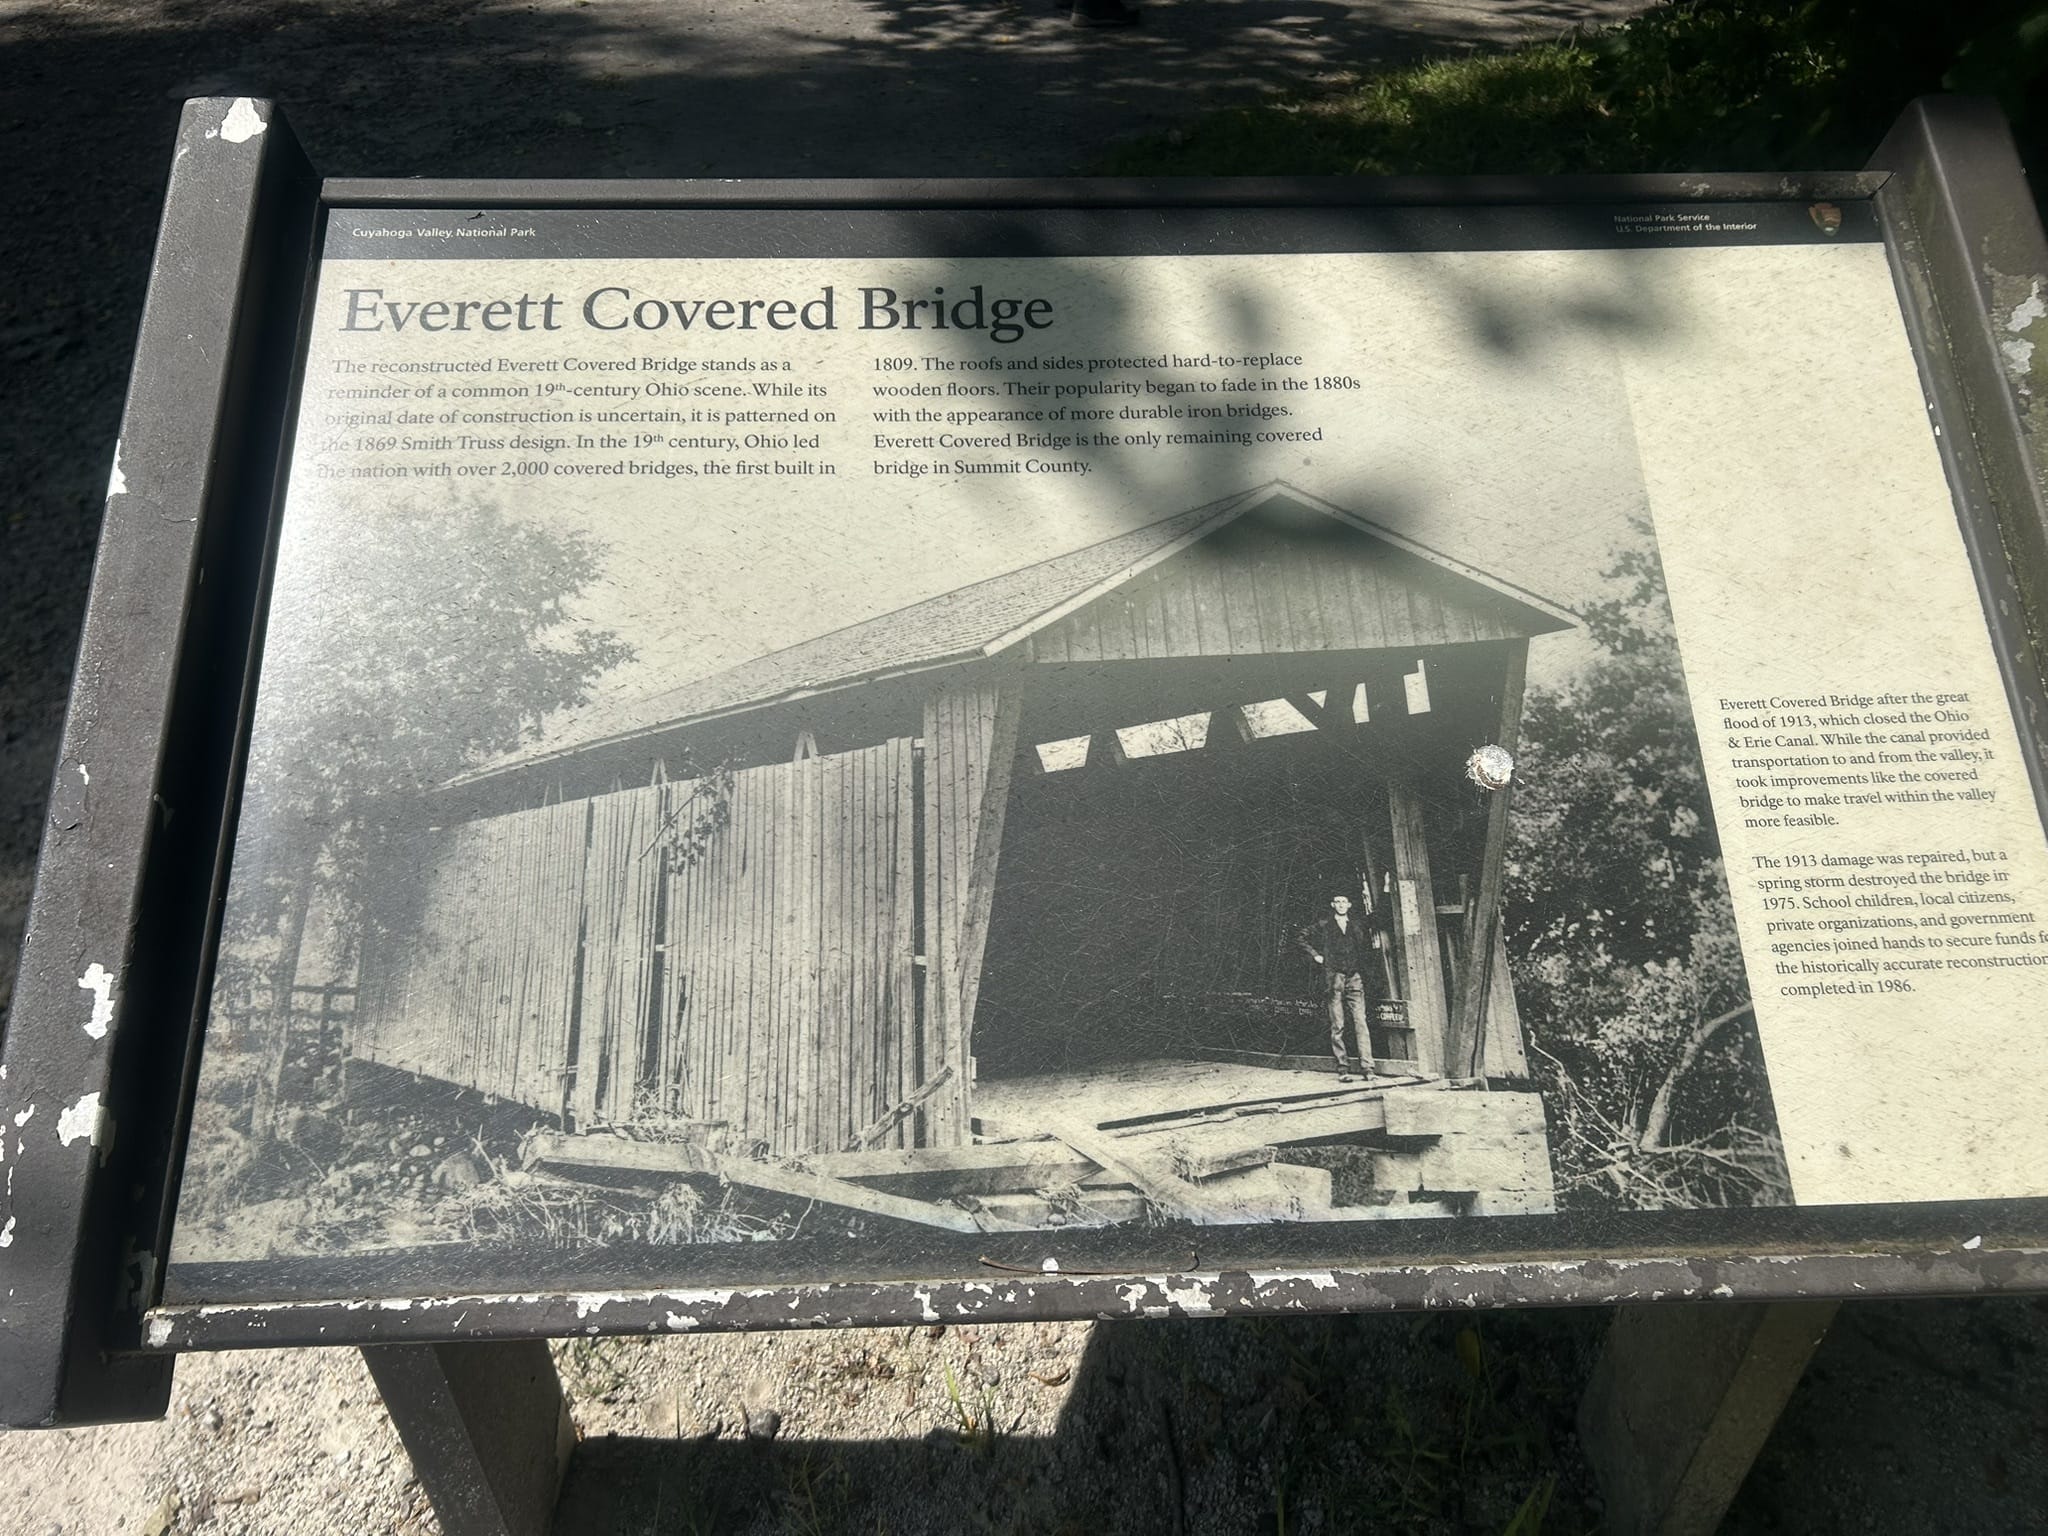 Cuyahoga Valley National Park
National Park Service
U.S. Department of the Interior
Everett Covered Bridge
The reconstructed Everett Covered Bridge stands as a
reminder of a common 19th-century Ohio scene. While its
original date of construction is uncertain, it is patterned on
the 1869 Smith Truss design. In the 19th century, Ohio led
the nation with over 2,000 covered bridges, the first built in
1809. The roofs and sides protected hard-to-replace
wooden floors. Their popularity began to fade in the 1880s
with the appearance of more durable iron bridges.
Everett Covered Bridge is the only remaining covered
bridge in Summit County.
Everett Covered Bridge after the great
flood of 1913, which closed the Ohio
& Erie Canal. While the canal provided
transportation to and from the valley, it
took improvements like the covered
bridge to make travel within the valley
more feasible.
The 1913 damage was repaired, but a
spring storm destroyed the bridge in
1975. School children, local citizens,
private organizations, and government
agencies joined hands to secure funds f
the historically accurate reconstruction
completed in 1986.